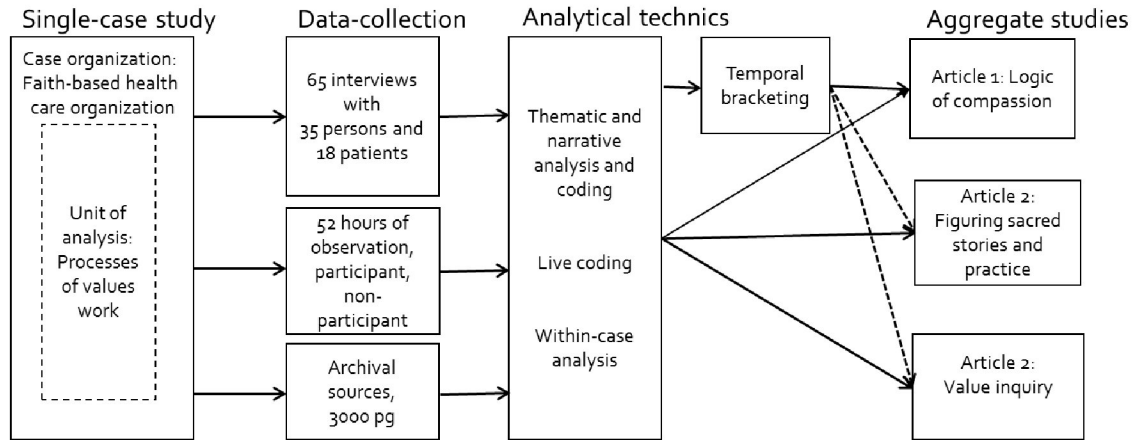 Single-case study
Data-collection
Analytical technics
Aggregate studies
Case organization:
Faith-based health
care organization
Unit of
analysis:
Processes
of values
work
65 interviews
with
35 persons and
18 patients
52 hours of
observation,
participant,
non-
participant
Archival
sources,
3000 pg
Thematic and
narrative
analysis and
coding
Live coding
Within-case
analysis
Temporal
bracketing
Article 1: Logic
of compassion
Article 2:
Figuring sacred
stories and
practice
Article 2:
Value inquiry